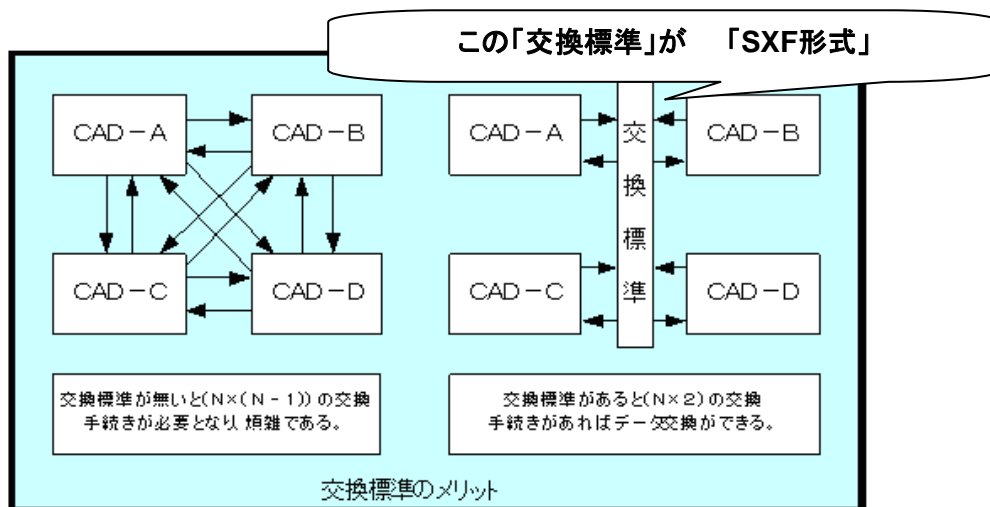 この「交換標準」が 「SXF形式」
CAD-A
CAD-B
CAD-C
CAD-D
交換標準が無いと(N×(N-1))の交換
手続きが必要となり、煩雑である。
CAD-A
交換標準
CAD-B
CAD-C
CAD-D
交換標準があると(N×2)の交換
手続きがあればデータ交換ができる。
交換標準のメリット